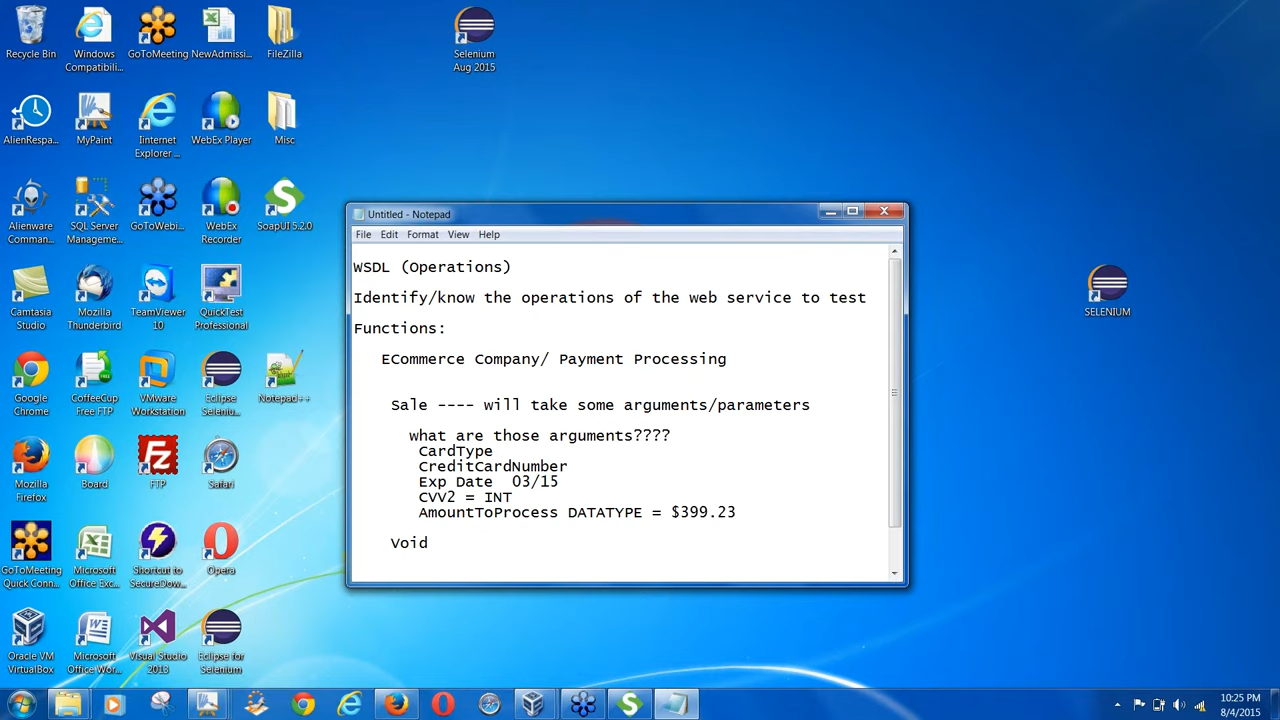 Recycle Bin
Windows
Compatibili...
GoToMeeting
NewAdmissi...
FileZilla
Selenium
Aug 2015
AlienRespa...
MyPaint
Iinternet
Explorer ...
WebEx Player
Misc
Alienware
Comman...
SQL Server
Manageme...
GoToWebi...
WebEx
Recorder
SoapUI 5.2.0
Camtasia
Studio
Mozilla
Thunderbird
TeamViewer
10
QuickTest
Professional
SELENIUM
Google
Chrome
CoffeeCup
Free FTP
VMware
Workstation
Eclipse
Seleniu...
Notepad++
Mozilla
Firefox
Board
FTP
Safari
GoToMeeting
Quick Conn...
Microsoft
Office Exc...
Shortcut to
SecureDow...
Opera
Oracle VM
VirtualBox
Microsoft
Office Wor...
Visual Studio
2013
Eclipse for
Selenium
Untitled - Notepad
File Edit Format View Help
WSDL (Operations)
Identify/know the operations of the web service to test
Functions:
ECommerce Company/ Payment Processing
Sale ---- will take some arguments/parameters
what are those arguments????
CardType
CreditCardNumber
Exp Date 03/15
CVV2 = INT
AmountToProcess DATATYPE = $399.23
Void
10:25 PM
8/4/2015